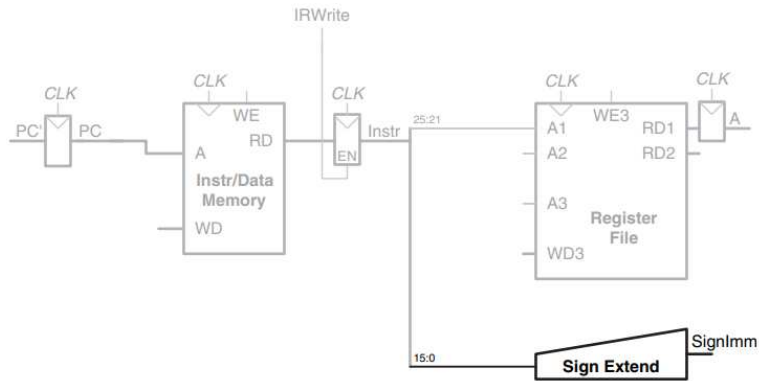 IRWrite
CLK
CLK
CLK
CLK
CLK
PC'
PC
WE
RD
A
EN
Instr
Instr/Data
Memory
WD
25:21
WE3
A1
RD1
A
A2
RD2
A3
Register
File
WD3
SignImm
15:0
Sign Extend